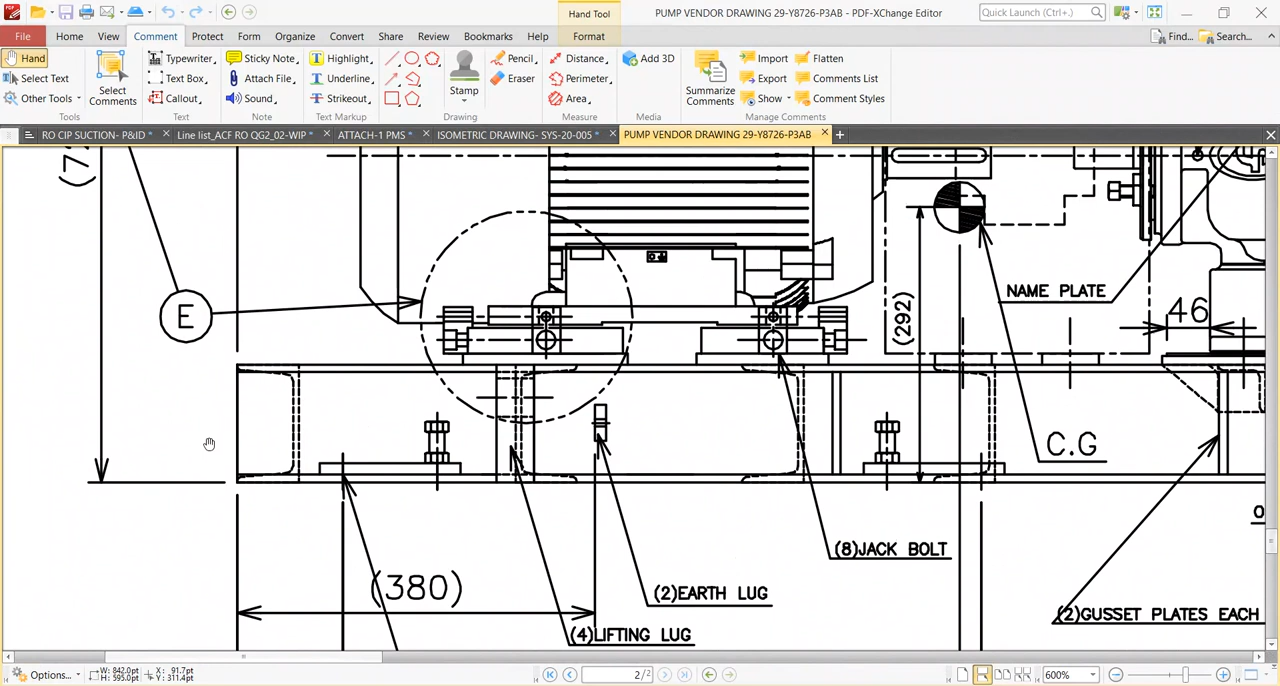 Hand Tool
PUMP VENDOR DRAWING 29-Y8726-P3AB - PDF-XChange Editor
Quick Launch (Ctrl+.)
File Home View Comment Protect Form Organize Convert Share Review Bookmarks Help Format
Find... Search...
Hand
Select Text
Other Tools
Select Comments
Tools
Typewriter
Text Box
Callout
Text
Sticky Note
Attach File
Sound
Note
Highlight
Underline
Strikeout
Text Markup
Stamp
Pencil
Eraser
Drawing
Distance
Perimeter
Area
Measure
Add 3D
Media
Summarize Comments
Import
Export
Show
Flatten
Comments List
Comment Styles
Manage Comments
RO CIP SUCTION- P&ID *
Line list_ACF RO QG2_02-WIP *
ATTACH-1 PMS *
ISOMETRIC DRAWING- SYS-20-005 *
PUMP VENDOR DRAWING 29-Y8726-P3AB
E
(292)
NAME PLATE
46
C.G
(8)JACK BOLT
(380)
(2)EARTH LUG
(2)GUSSET PLATES EACH
(4)LIFTING LUG
Options...
W: 842.0pt
H: 595.0pt
X: 91.7pt
Y: 311.4pt
2/2
600%